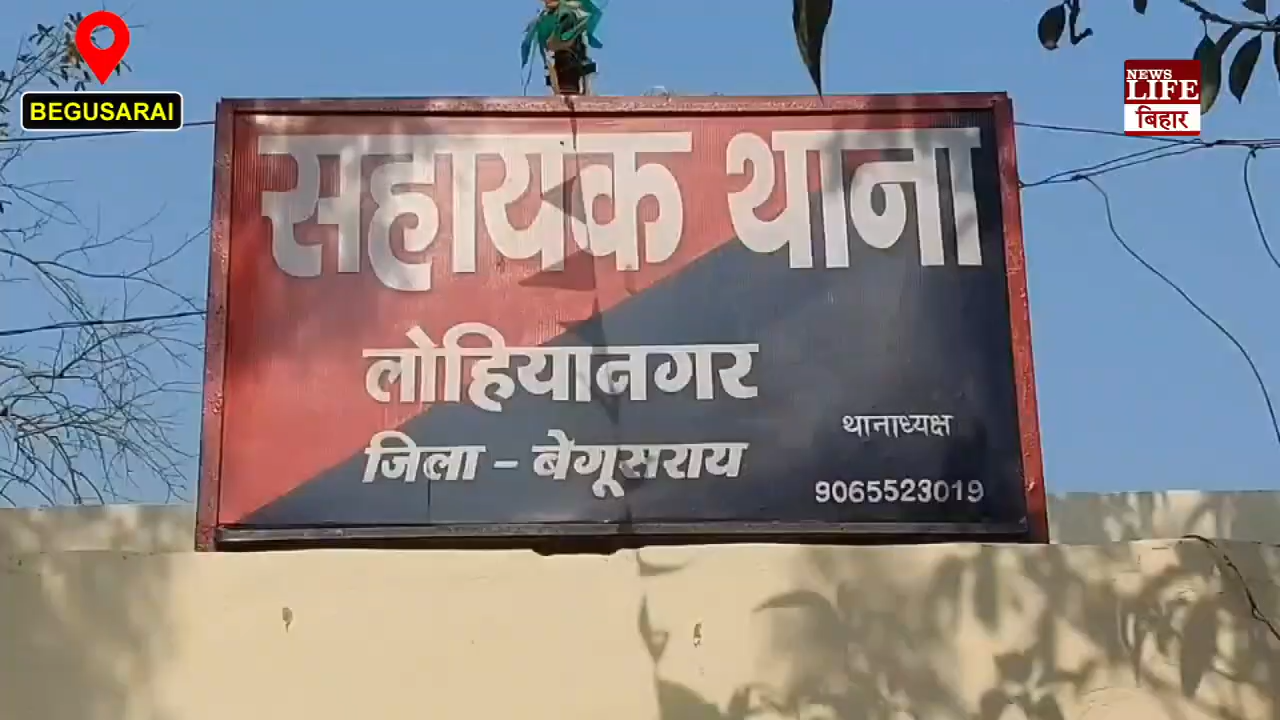 BEGUSARAI
NEWS
LIFE
बिहार
सहायक थाना
लोहियानगर
जिला - बेगूसराय
थानाध्यक्ष
9065523019